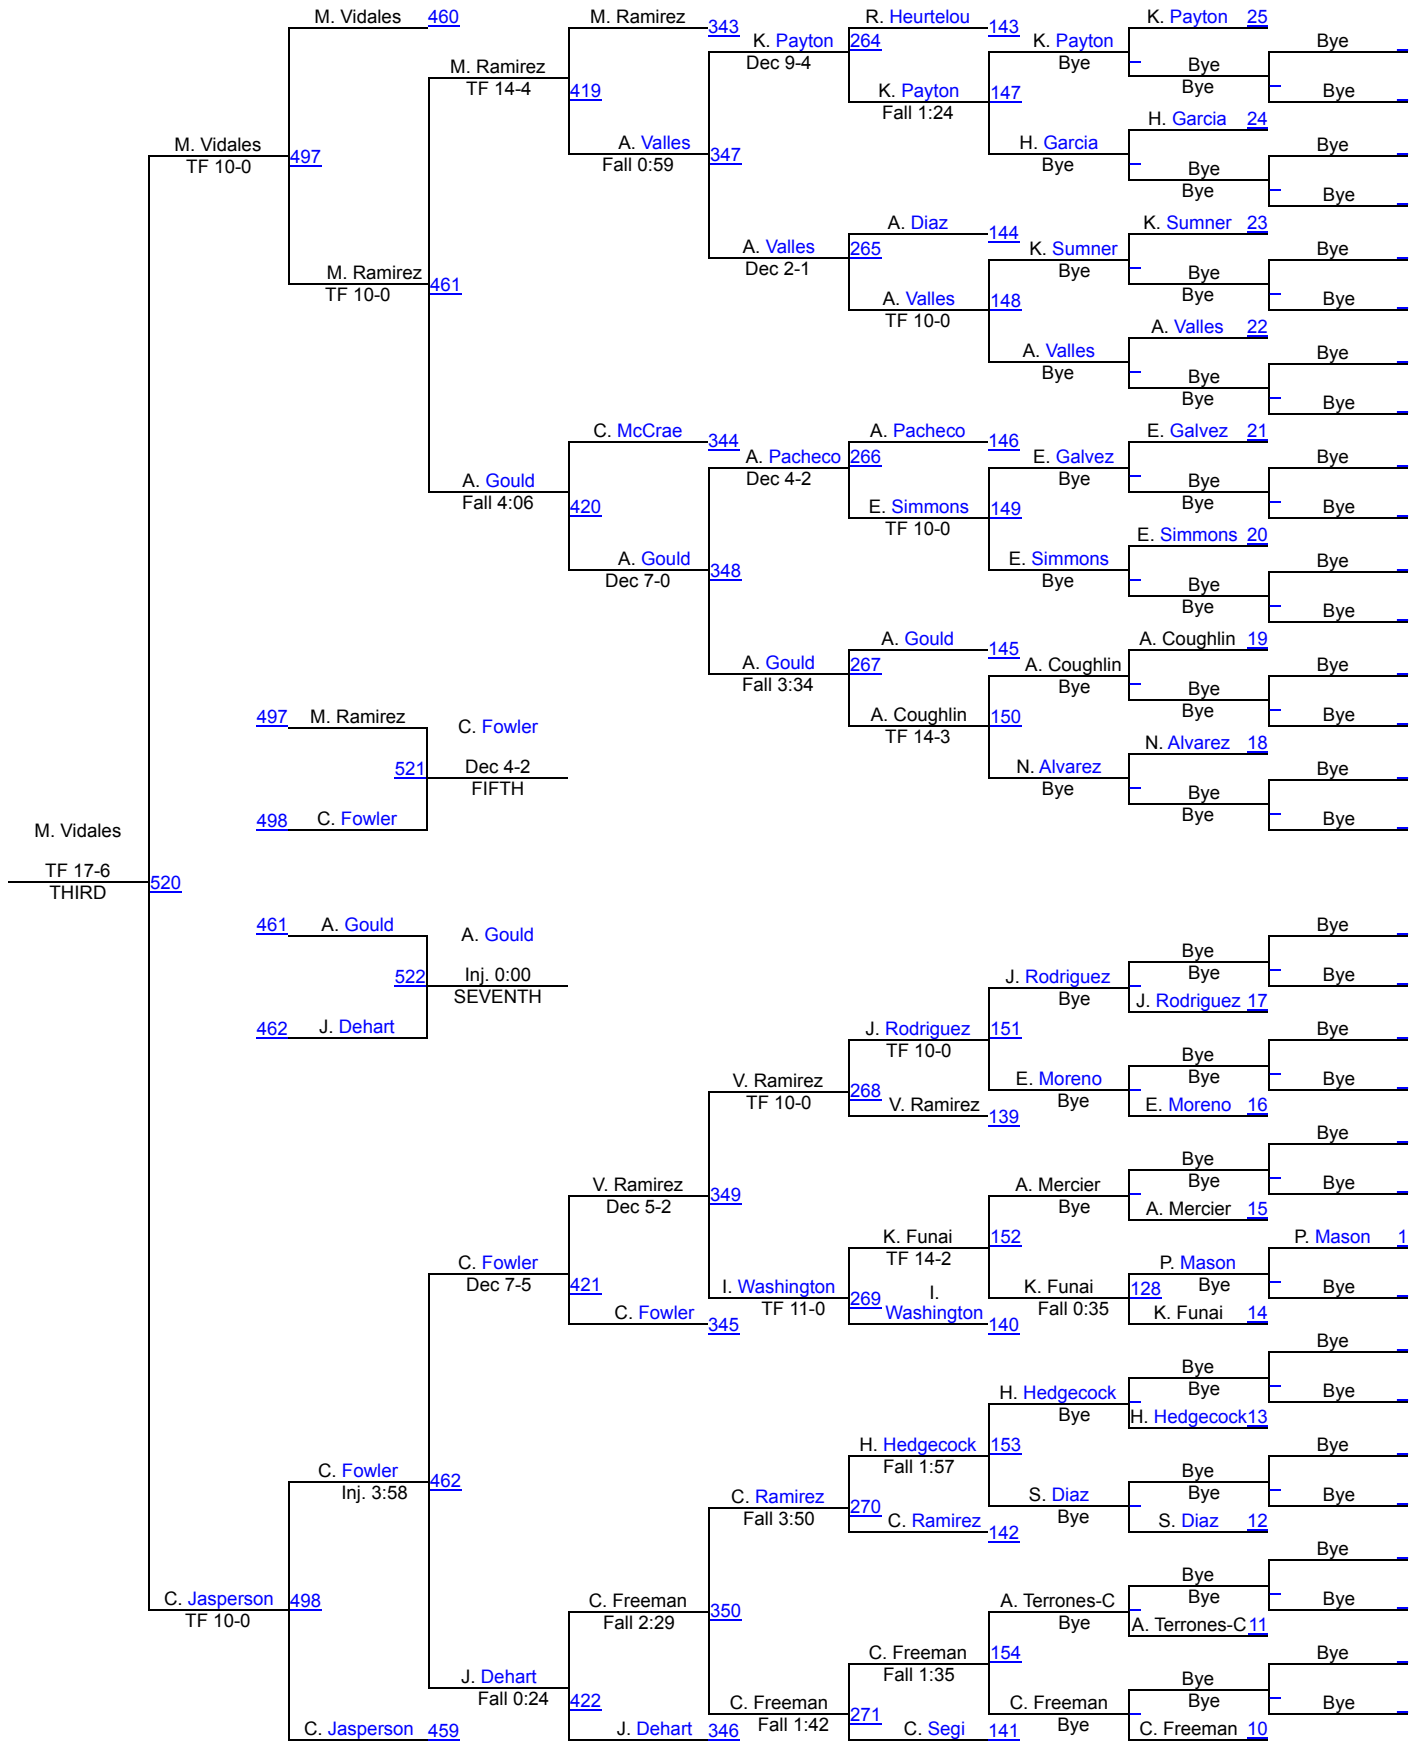 M. Vidales 460
M. Ramirez 343
R. Heurtelou 143
K. Payton 25
K. Payton 264
Dec 9-4
K. Payton
Bye
Bye
M. Ramirez
TF 14-4
419
K. Payton 147
Fall 1:24
Bye
Bye
Bye
H. Garcia 24
M. Vidales 497
TF 10-0
A. Valles 347
Fall 0:59
H. Garcia
Bye
Bye
Bye
Bye
Bye
A. Diaz 144
K. Sumner 23
A. Valles 265
Dec 2-1
K. Sumner
Bye
Bye
Bye
Bye
Bye
M. Ramirez 461
TF 10-0
A. Valles 148
TF 10-0
A. Valles 22
A. Valles
Bye
Bye
Bye
Bye
Bye
C. McCrae 344
A. Pacheco 146
E. Galvez 21
A. Pacheco 266
Dec 4-2
E. Galvez
Bye
Bye
Bye
Bye
Bye
A. Gould
Fall 4:06
420
E. Simmons 149
TF 10-0
E. Simmons 20
A. Gould 348
Dec 7-0
E. Simmons
Bye
Bye
Bye
Bye
Bye
A. Gould 145
A. Coughlin 19
A. Gould 267
Fall 3:34
A. Coughlin
Bye
Bye
Bye
Bye
Bye
497 M. Ramirez
C. Fowler
A. Coughlin 150
TF 14-3
N. Alvarez 18
521 Dec 4-2
FIFTH
N. Alvarez
Bye
Bye
Bye
Bye
Bye
498 C. Fowler
M. Vidales
TF 17-6
THIRD
520
461 A. Gould
A. Gould
Bye
522 Inj. 0:00
SEVENTH
J. Rodriguez
Bye
Bye
Bye
Bye
J. Rodriguez 17
462 J. Dehart
J. Rodriguez 151
TF 10-0
Bye
V. Ramirez 268
TF 10-0
E. Moreno
Bye
Bye
Bye
Bye
V. Ramirez 139
E. Moreno 16
Bye
V. Ramirez 349
Dec 5-2
A. Mercier
Bye
Bye
Bye
Bye
A. Mercier 15
K. Funai 152
TF 14-2
P. Mason 1
C. Fowler
Dec 7-5
421
I. Washington 269
TF 11-0
K. Funai
Fall 0:35
P. Mason
128 Bye
Bye
C. Fowler 345
I.
Washington 140
K. Funai 14
Bye
H. Hedgecock
Bye
Bye
Bye
Bye
H. Hedgecock 13
H. Hedgecock 153
Fall 1:57
Bye
C. Fowler 462
Inj. 3:58
C. Ramirez 270
Fall 3:50
S. Diaz
Bye
Bye
Bye
Bye
C. Ramirez 142
S. Diaz 12
Bye
C. Jasperson 498
TF 10-0
C. Freeman 350
Fall 2:29
A. Terrones-C
Bye
Bye
Bye
Bye
A. Terrones-C 11
C. Freeman 154
Fall 1:35
Bye
J. Dehart
Fall 0:24
422
C. Freeman 271
Fall 1:42
C. Freeman
Bye
Bye
Bye
Bye
C. Jasperson 459
J. Dehart 346
C. Segi 141
C. Freeman 10